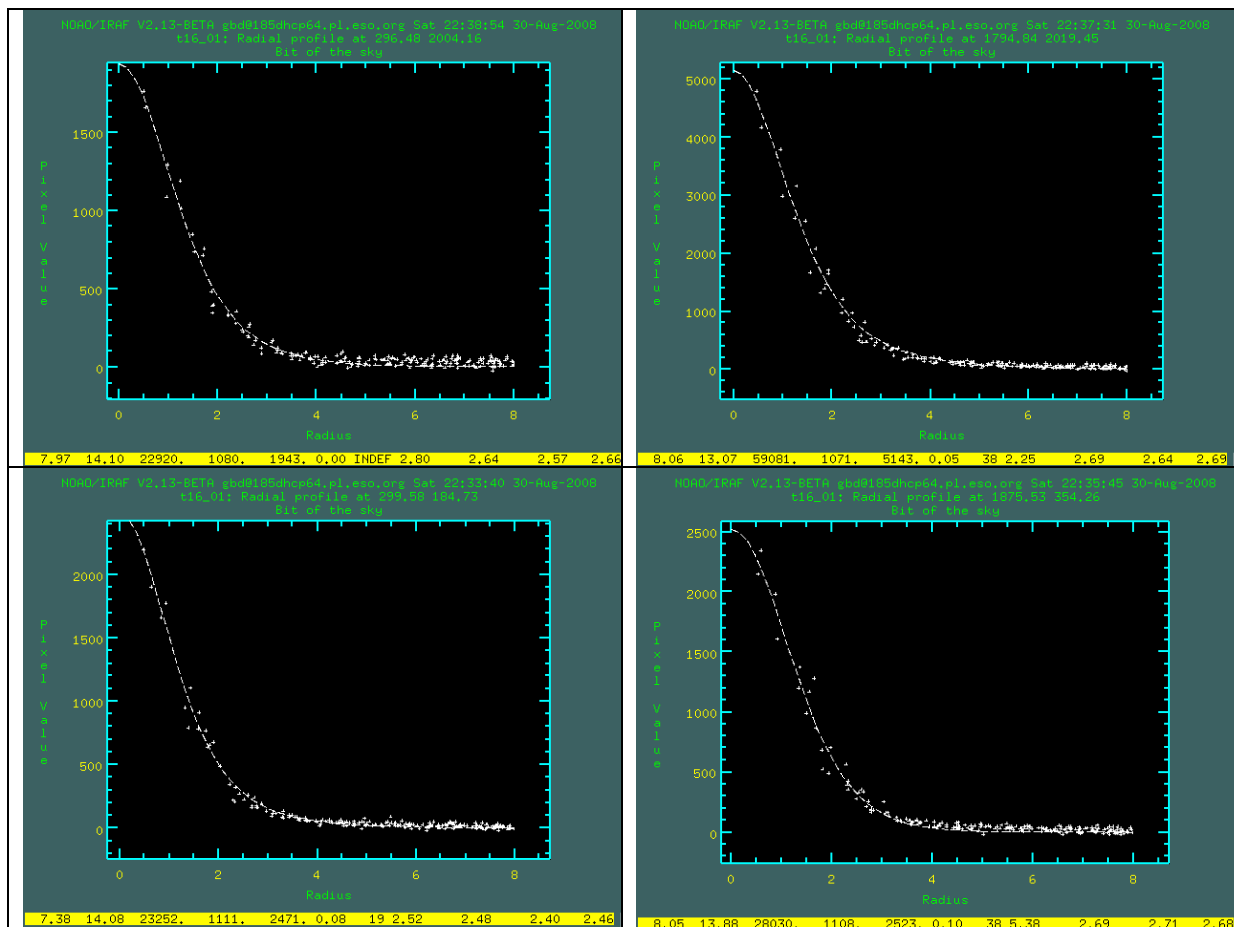 NOAO/IRAF V2.13-BETA gbd@185dhcp64.pl.eso.org Sat 22:38:54 30-Aug-2008
t16_01: Radial profile at 296.48 2004.16
Bit of the sky
1500
1000
500
0
Pixel Value
0 2 4 6 8
Radius
7.97 14.10 22920. 1080. 1943. 0.00 INDEF 2.80 2.64 2.57 2.66
NOAO/IRAF V2.13-BETA gbd@185dhcp64.pl.eso.org Sat 22:37:31 30-Aug-2008
t16_01: Radial profile at 1794.84 2019.45
Bit of the sky
5000
4000
3000
2000
1000
0
Pixel Value
0 2 4 6 8
Radius
8.06 13.07 59081. 1071. 5143. 0.05 38 2.25 2.69 2.64 2.69
NOAO/IRAF V2.13-BETA gbd@185dhcp64.pl.eso.org Sat 22:33:40 30-Aug-2008
t16_01: Radial profile at 299.58 184.73
Bit of the sky
2000
1500
1000
500
0
Pixel Value
0 2 4 6 8
Radius
7.38 14.08 23252. 1111. 2471. 0.08 19 2.52 2.48 2.40 2.46
NOAO/IRAF V2.13-BETA gbd@185dhcp64.pl.eso.org Sat 22:35:45 30-Aug-2008
t16_01: Radial profile at 1875.53 354.26
Bit of the sky
2500
2000
1500
1000
500
0
Pixel Value
0 2 4 6 8
Radius
8.05 13.88 28030. 1108. 2523. 0.10 38 5.38 2.69 2.71 2.68